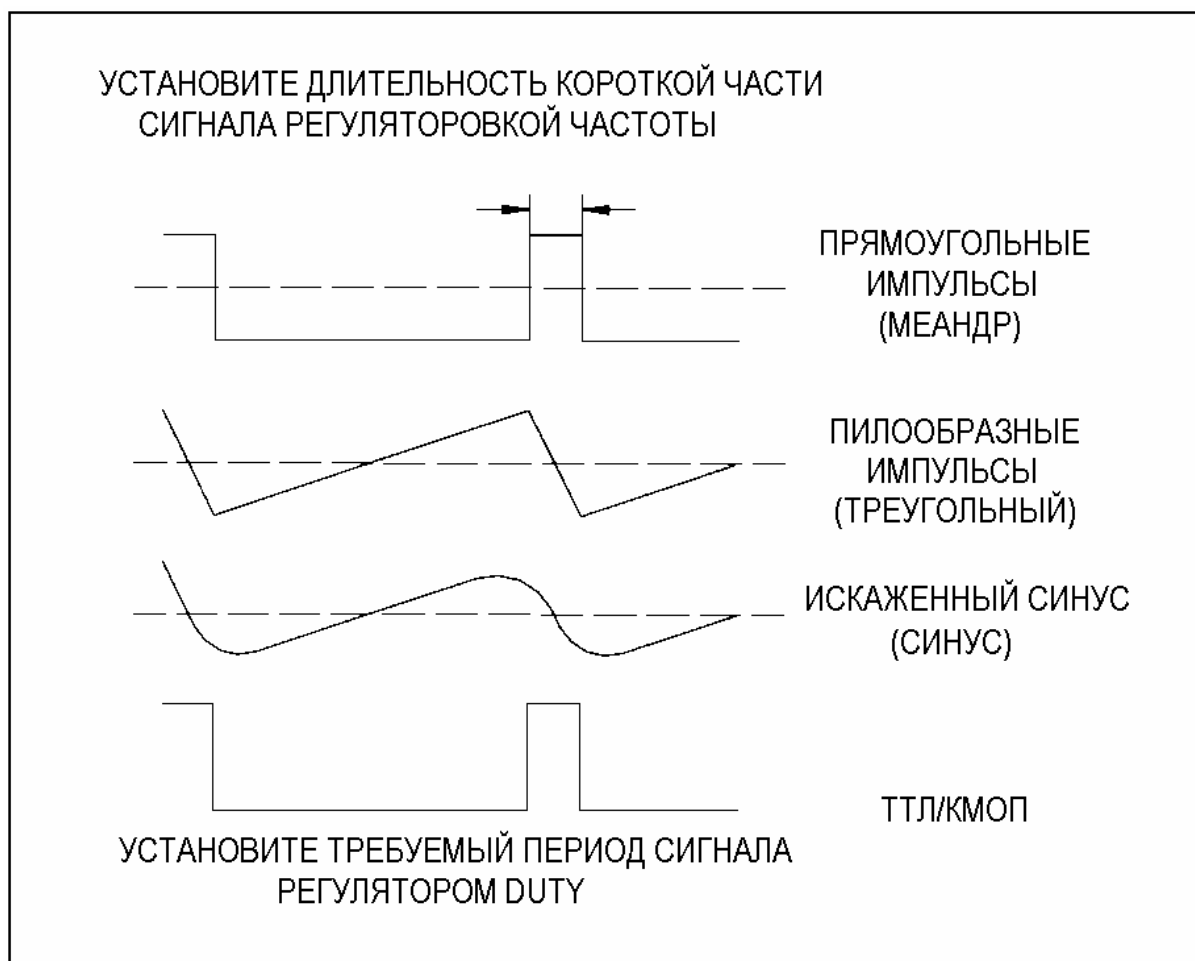 УСТАНОВИТЕ ДЛИТЕЛЬНОСТЬ КОРОТКОЙ ЧАСТИ
СИГНАЛА РЕГУЛЯТОРОВКОЙ ЧАСТОТЫ
ПРЯМОУГОЛЬНЫЕ
ИМПУЛЬСЫ
(МЕАНДР)
ПИЛООБРАЗНЫЕ
ИМПУЛЬСЫ
(ТРЕУГОЛЬНЫЙ)
ИСКАЖЕННЫЙ СИНУС
(СИНУС)
ТТЛ/КМОП
УСТАНОВИТЕ ТРЕБУЕМЫЙ ПЕРИОД СИГНАЛА
РЕГУЛЯТОРОМ DUTY